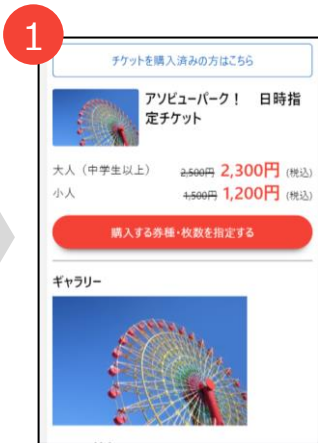 1
チケットを購入済みの方はこちら
アソビューパーク！　日時指
定チケット
大人（中学生以上）　2,500円 2,300円 (税込)
小人　1,500円 1,200円 (税込)
購入する券種・枚数を指定する
ギャラリー